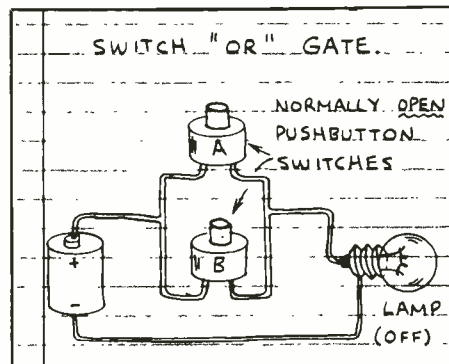 SWITCH "OR" GATE.
NORMALLY OPEN
PUSHBUTTON
SWITCHES
A
B
+
-
LAMP
(OFF)